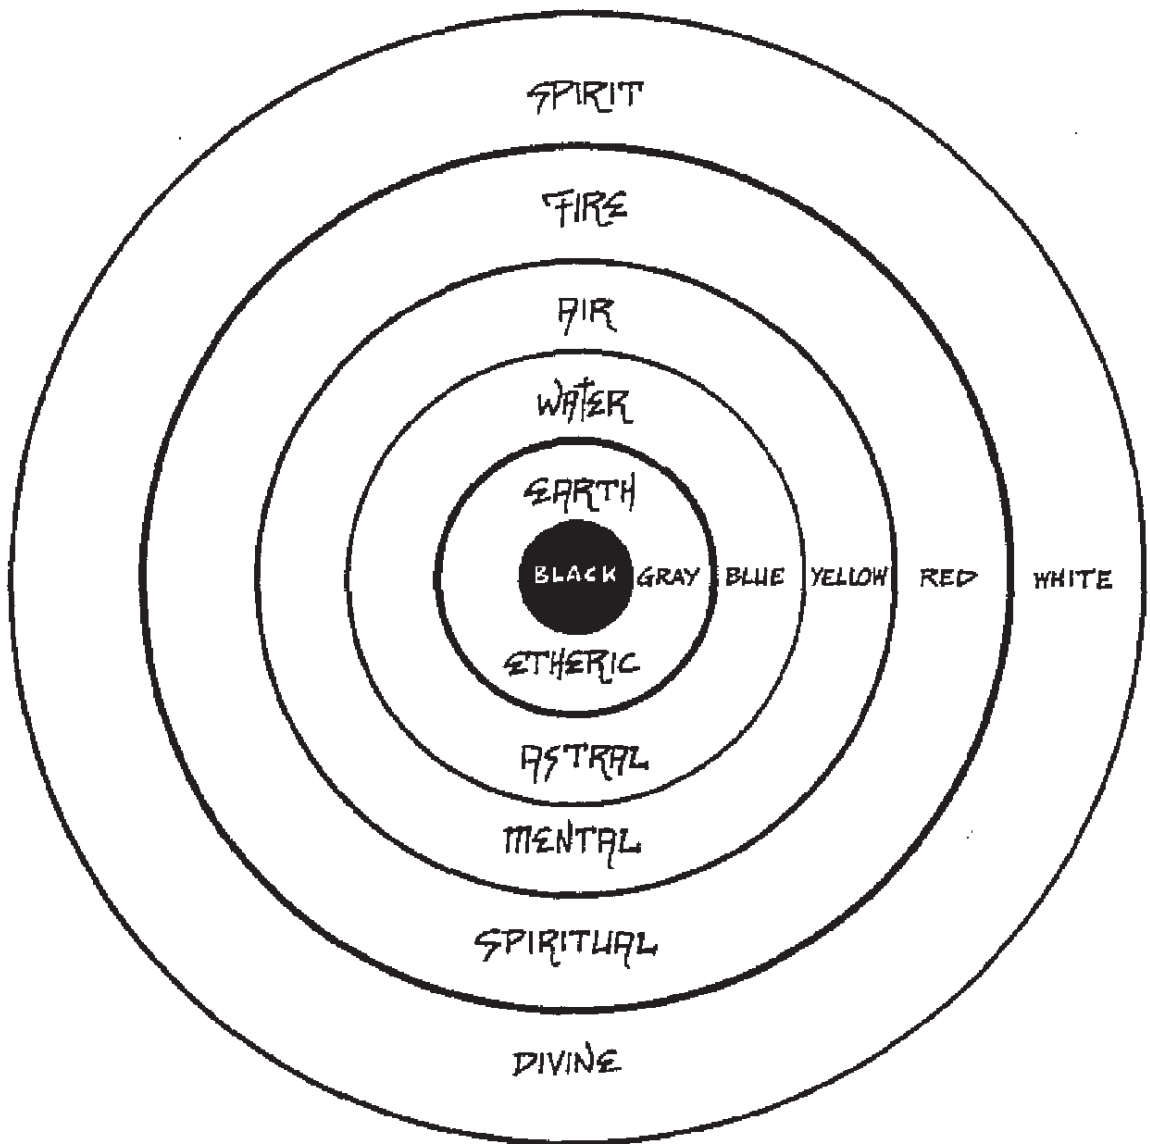 SPIRIT
FIRE
AIR
WATER
EARTH
BLACK GRAY BLUE YELLOW RED WHITE
ETHERIC
ASTRAL
MENTAL
SPIRITUAL
DIVINE